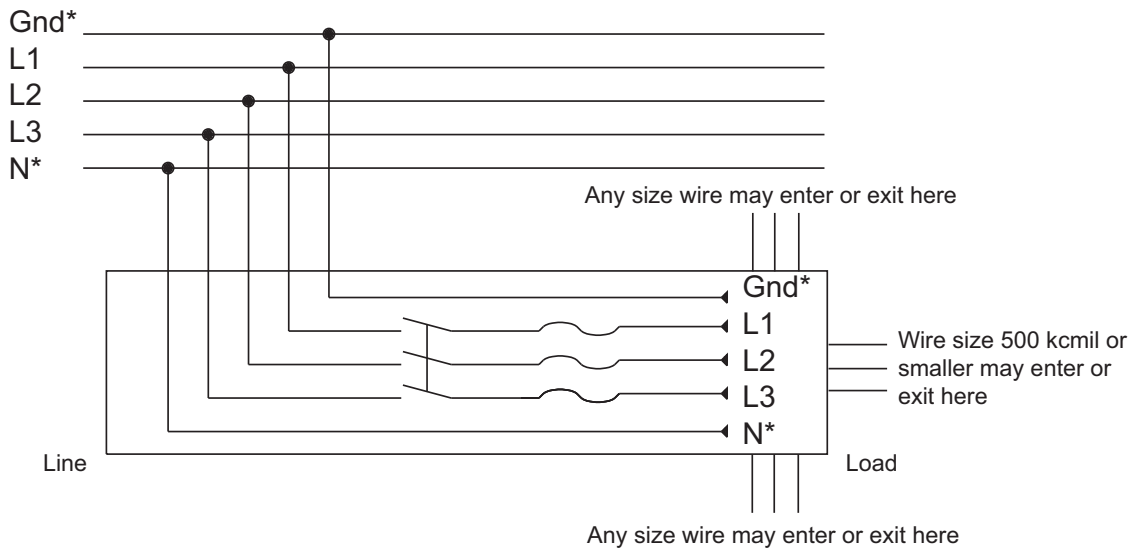 Gnd*
L1
L2
L3
N*
Any size wire may enter or exit here
Gnd*
L1
L2
L3
N*
Wire size 500 kcmil or
smaller may enter or
exit here
Line
Load
Any size wire may enter or exit here